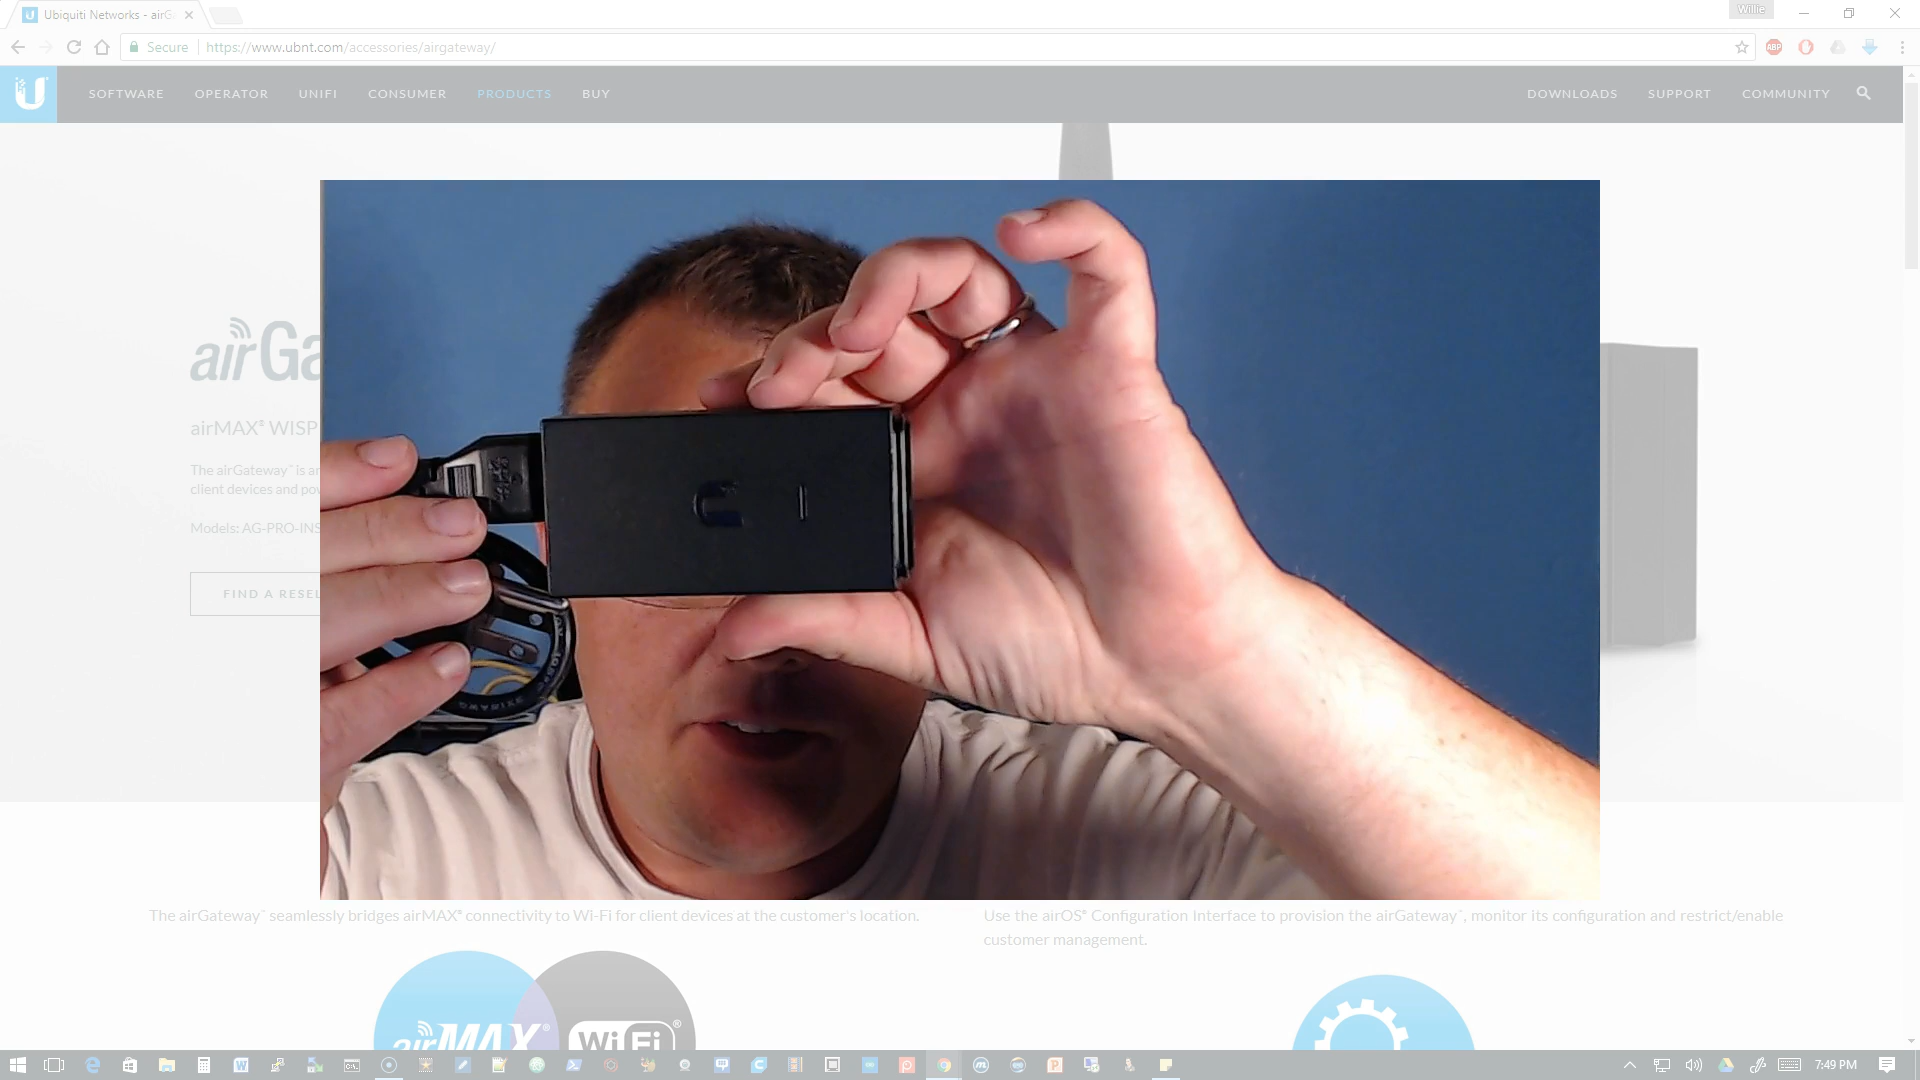 Ubiquiti Networks - airG
Willie
Secure
https://www.ubnt.com/accessories/airgateway/
SOFTWARE
OPERATOR
UNIFI
CONSUMER
PRODUCTS
BUY
DOWNLOADS
SUPPORT
COMMUNITY
airGa
airMAX® WISP
The airGateway™ is an
client devices and pow
Models: AG-PRO-INS
FIND A RESEL
The airGateway™ seamlessly bridges airMAX® connectivity to Wi-Fi for client devices at the customer's location.
Use the airOS® Configuration Interface to provision the airGateway™, monitor its configuration and restrict/enable
customer management.
airMAX®
WiFi®
7:49 PM